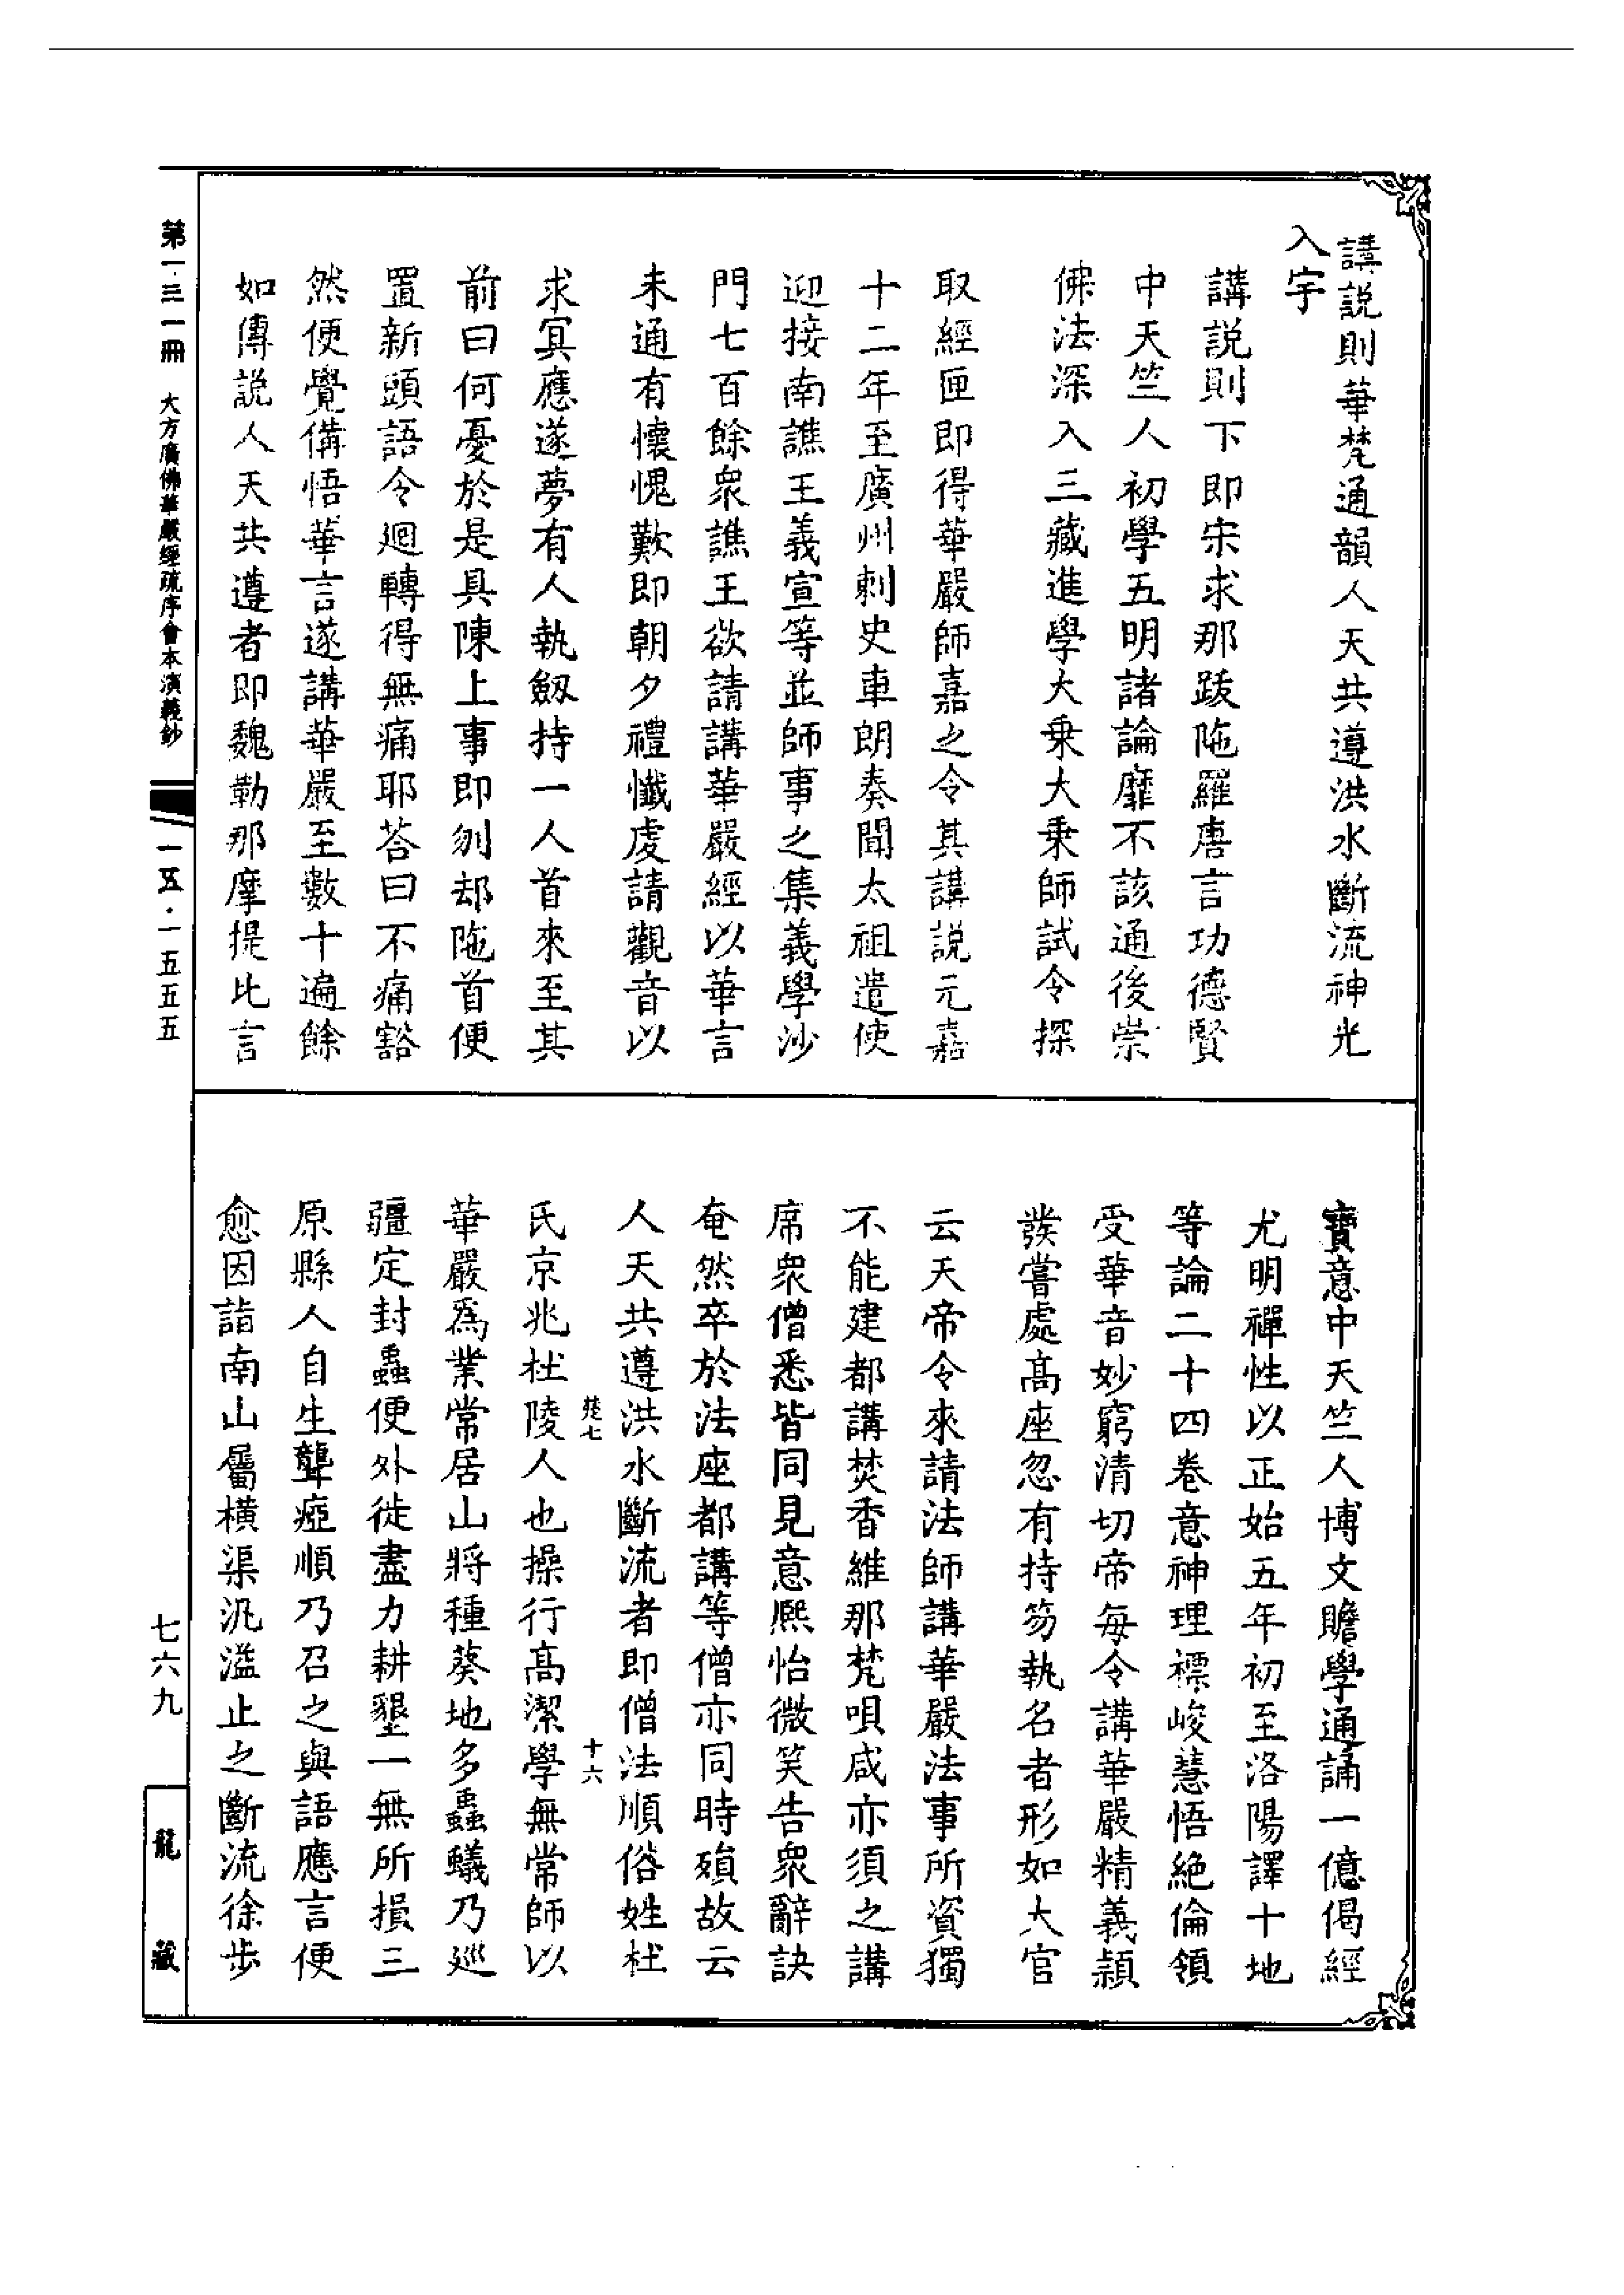 講說則華梵通韻人天共遵洪水斷流神光
入宇
講說則下即宋求那跋陁羅唐言功德賢
中天竺人初學五明諸論靡不該通後崇
佛法深入三藏進學大乗大乗師試令探
取經匣即得華嚴師嘉之令其講說元嘉
十二年至廣州刺史車朗奏聞太祖遣使
迎接南譙王義宣等並師事之集義學沙
門七百餘衆譙王欲請講華嚴經以華言
未通有懷愧歎即朝夕禮懺虔請觀音以
求冥應遂夢有人執劔持一人首來至其
前曰何憂於是具陳上事即刎却陁首便
置新頭語令迴轉得無痛耶荅曰不痛豁
然便覺備悟華言遂講華嚴至數十遍餘
如傳說人天共遵者即魏勒那摩提比言
寶意中天竺人博文贍學通誦一億偈經
尤明禪性以正始五年初至洛陽譯十地
等論二十四卷意神理標峻慧悟絶倫領
受華音妙窮清切帝每令講華嚴精義頴
發嘗處髙座忽有持笏執名者形如大官
云天帝令來請法師講華嚴法事所資獨
不能建都講焚香維那梵唄咸亦須之講
席衆僧悉皆同見意熈怡微笑告衆辭訣
奄然卒於法座都講等僧亦同時殞故云
人天共遵洪水斷流者即僧法順俗姓杜
楚七
十六
氏京兆杜陵人也操行髙潔學無常師以
華嚴爲業常居山將種葵地多蟲蟻乃巡
疆定封蟲便外徙盡力耕墾一無所損三
原縣人自生聾瘂順乃召之與語應言便
愈因詣南山屬橫渠汎溢止之斷流徐步
第一三一冊
大方廣佛華嚴經疏序會本演義鈔
一五·一五五五
七六九
龍藏